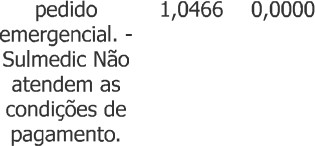 pedido 1,0466 0,0000
emergencial. -
Sulmedic Não
atendem as
condições de
pagamento.